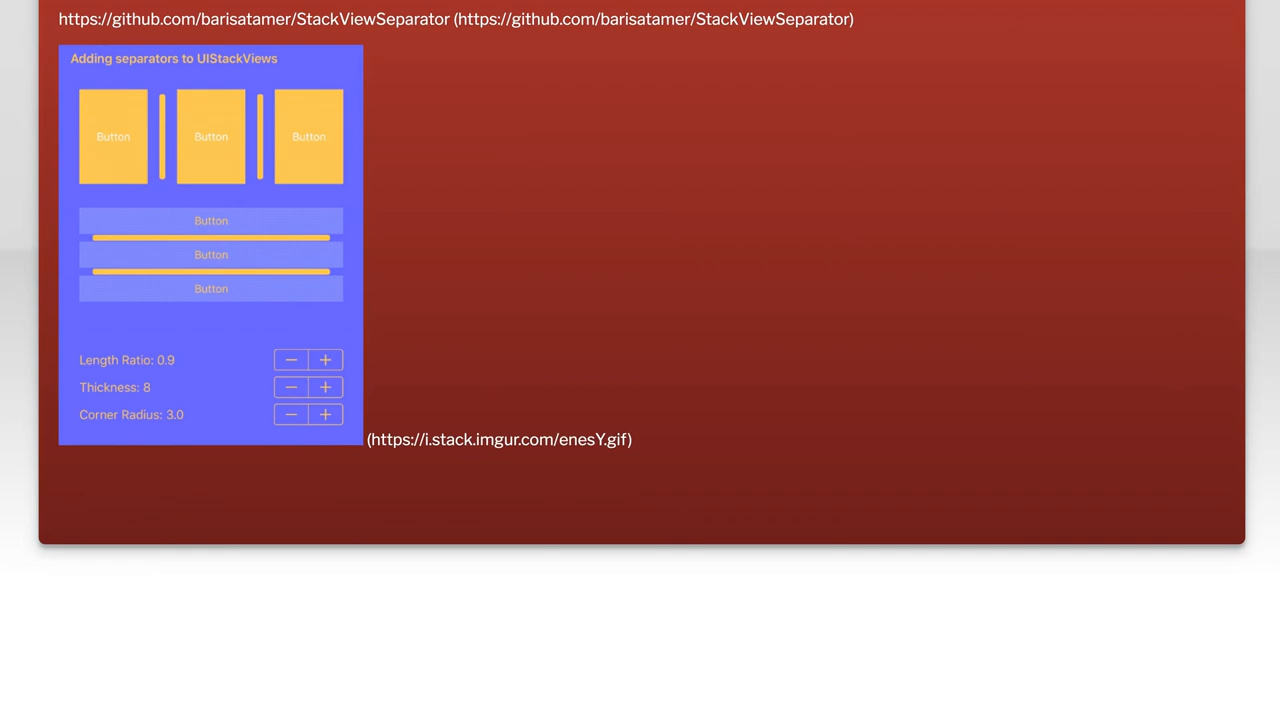 https://github.com/barisatamer/StackViewSeparator (https://github.com/barisatamer/StackViewSeparator)
Adding separators to UIStackViews
Button Button Button
Button
Button
Button
Length Ratio: 0.9
Thickness: 8
Corner Radius: 3.0
(https://i.stack.imgur.com/enesY.gif)